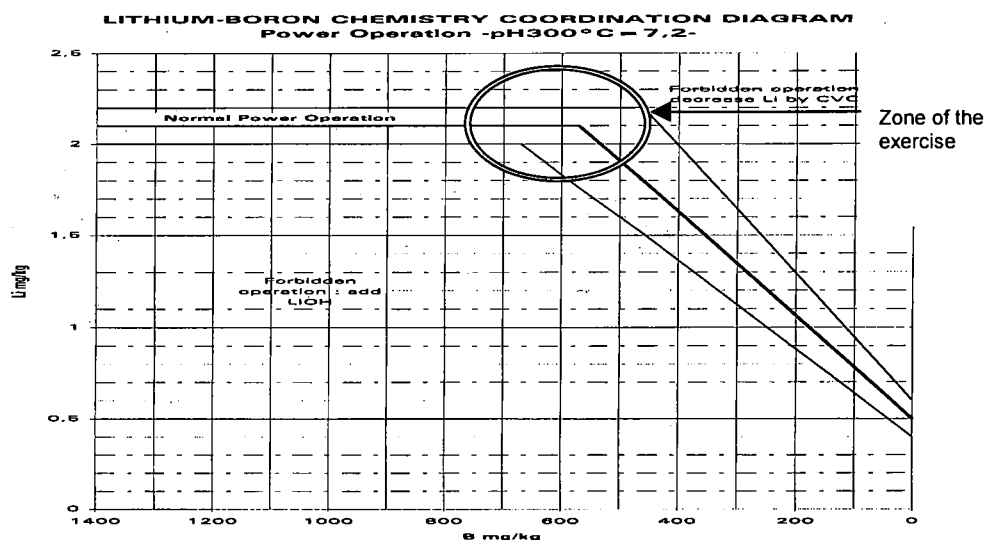 LITHIUM-BORON CHEMISTRY COORDINATION DIAGRAM
Power Operation -pH300°C = 7,2-
2,5
Forbidden operation
decrease Li by CVC
Zone of the
exercise
Normal Power Operation
2
1.5
Li mg/kg
Forbidden
operation : add
LiOH
1
0.5
0
1400
1200
1000
800
600
400
200
0
B mg/kg